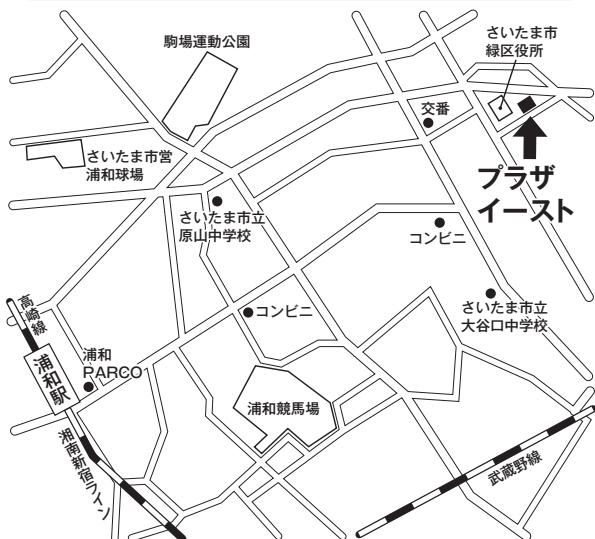 駒場運動公園
さいたま市
緑区役所
交番
さいたま市営
浦和球場
プラザ
イースト
さいたま市立
原山中学校
コンビニ
さいたま市立
大谷口中学校
高崎線
コンビニ
浦和
PARCO
浦和駅
浦和競馬場
湘南新宿ライン
武蔵野線